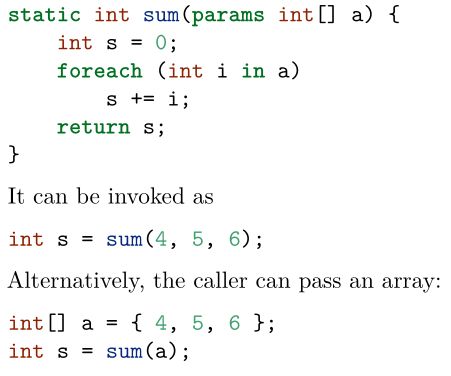 static int sum(params int[] a) {
    int s = 0;
    foreach (int i in a)
        s += i;
    return s;
}
It can be invoked as
int s = sum(4, 5, 6);
Alternatively, the caller can pass an array:
int[] a = { 4, 5, 6 };
int s = sum(a);